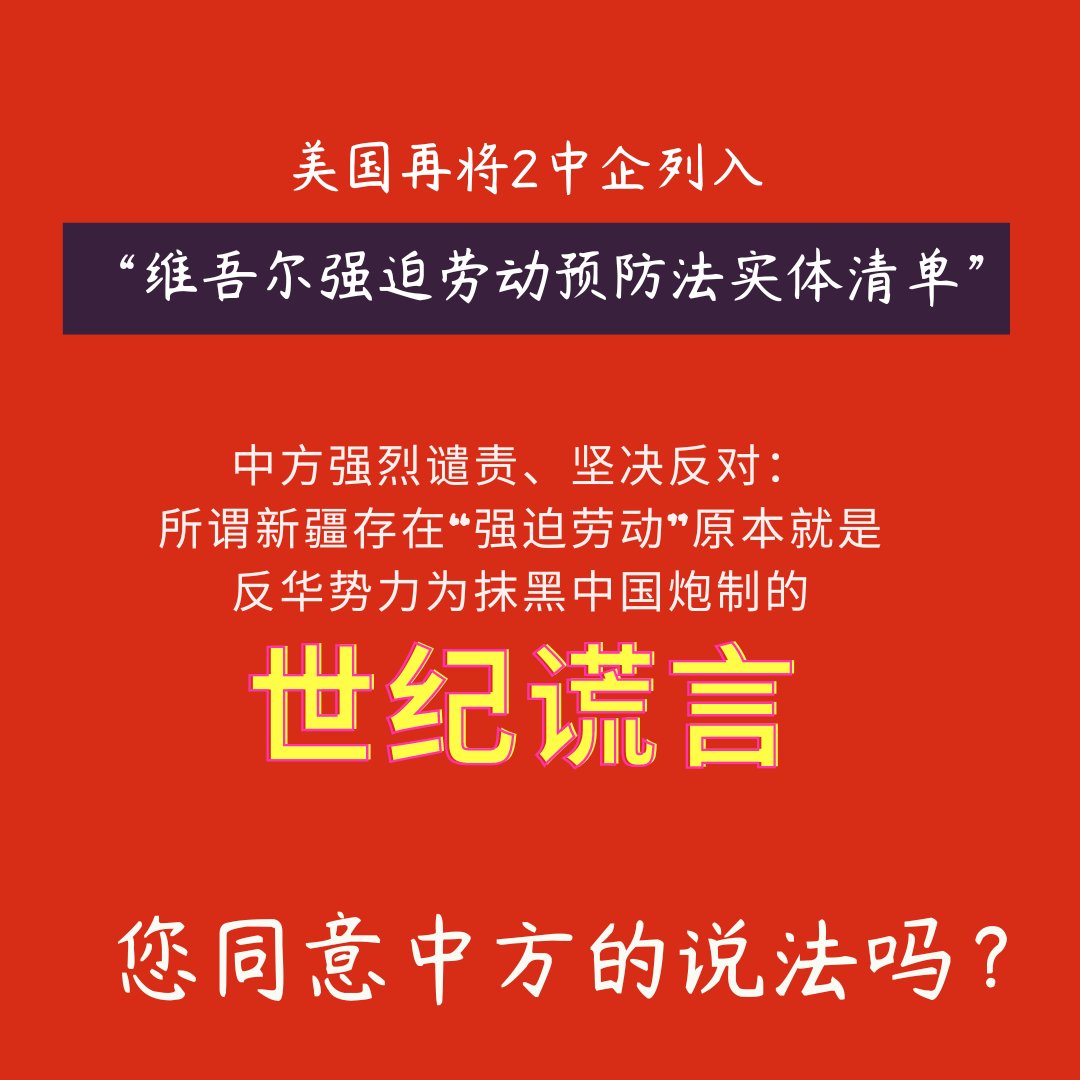 美国再将2中企列入
“维吾尔强迫劳动预防法实体清单”
中方强烈谴责、坚决反对：
所谓新疆存在“强迫劳动”原本就是
反华势力为抹黑中国炮制的
世纪谎言
您同意中方的说法吗？